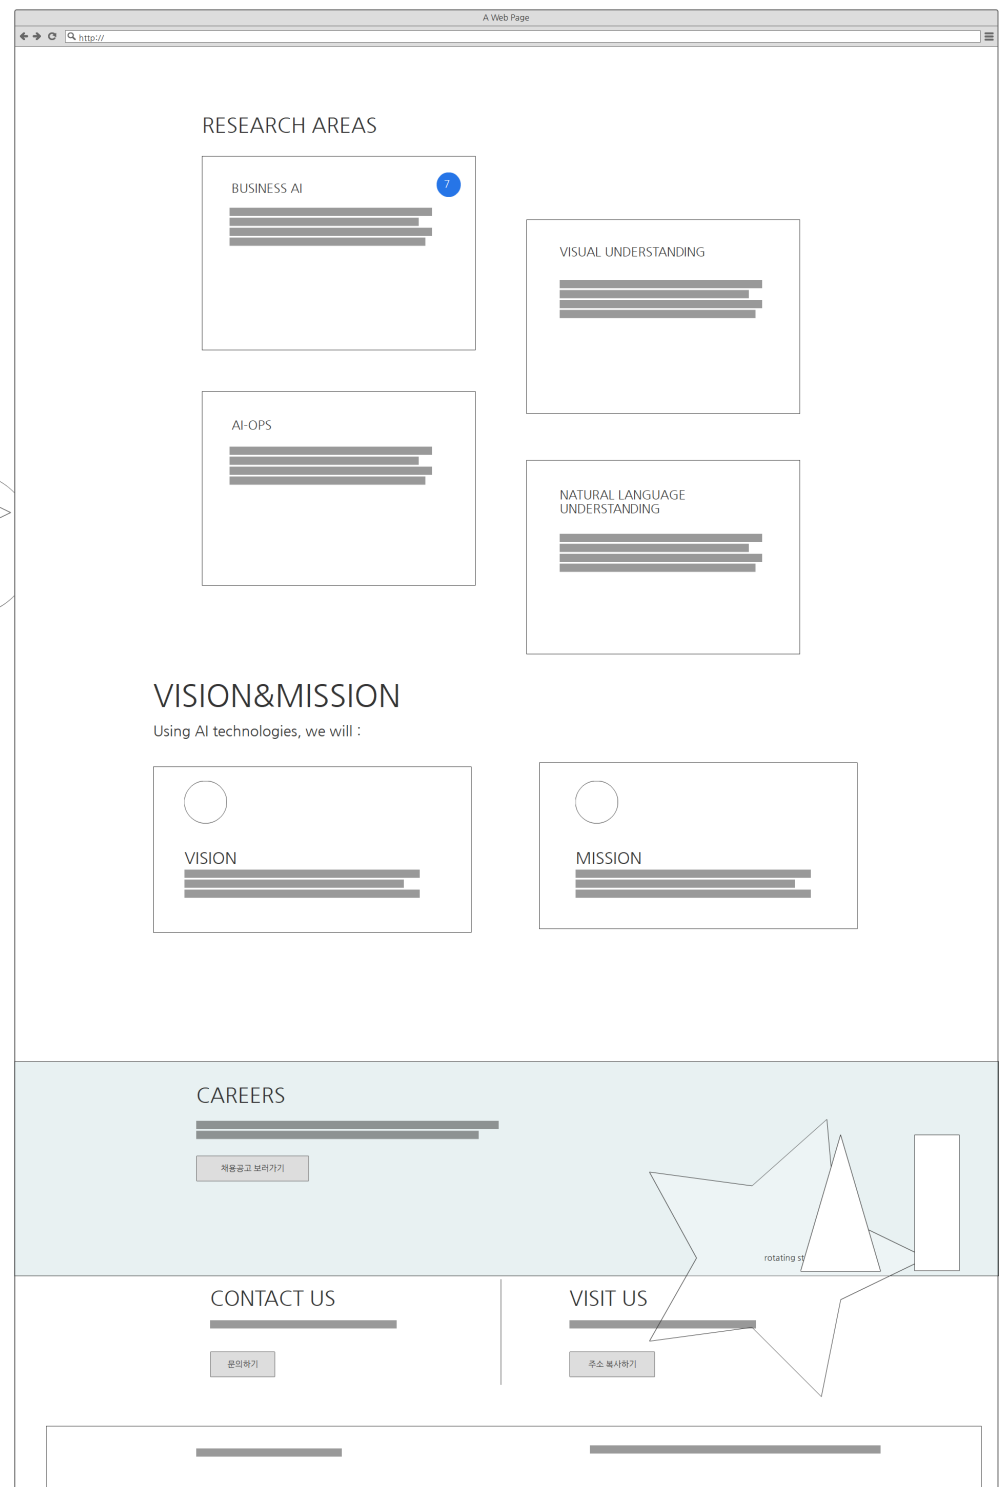 A Web Page
http://
RESEARCH AREAS
BUSINESS AI
7
VISUAL UNDERSTANDING
AI-OPS
NATURAL LANGUAGE
UNDERSTANDING
VISION&MISSION
Using AI technologies, we will :
VISION
MISSION
CAREERS
채용공고 보러가기
rotating st
CONTACT US
VISIT US
문의하기
주소 복사하기